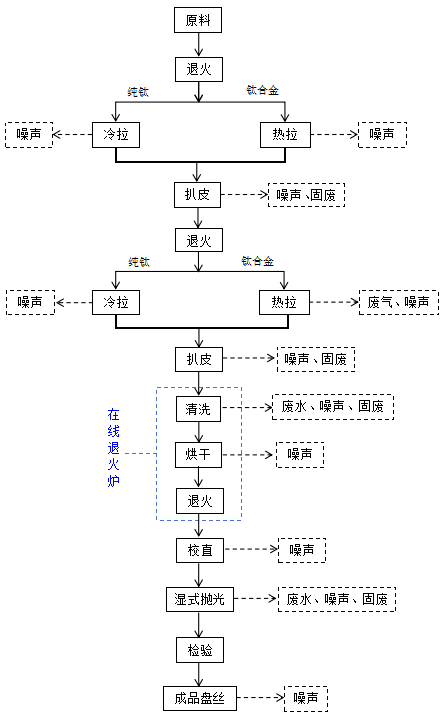 原料
退火
纯钛
钛合金
噪声
冷拉
热拉
噪声
扒皮
噪声、固废
退火
纯钛
钛合金
噪声
冷拉
热拉
废气、噪声
扒皮
噪声、固废
在线退火炉
清洗
废水、噪声、固废
烘干
噪声
退火
校直
噪声
湿式抛光
废水、噪声、固废
检验
成品盘丝
噪声